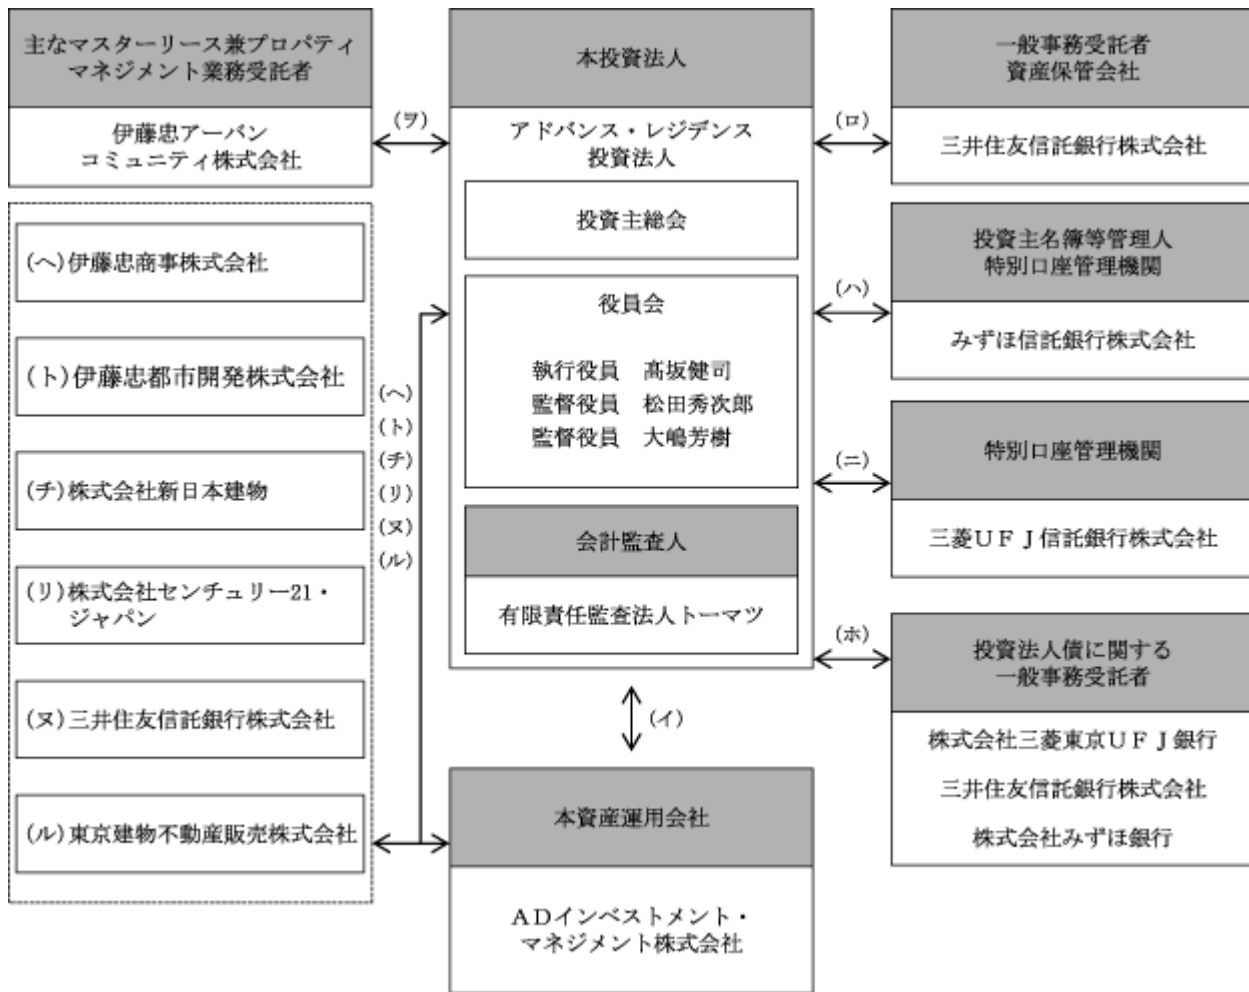 主なマスターリース兼プロパティ
マネジメント業務受託者
伊藤忠アーバン
コミュニティ株式会社
(ヲ)
(ヘ)伊藤忠商事株式会社
(ト)伊藤忠都市開発株式会社
(チ)株式会社新日本建物
(リ)株式会社センチュリー21・
ジャパン
(ヌ)三井住友信託銀行株式会社
(ル)東京建物不動産販売株式会社
(ヘ)
(ト)
(チ)
(リ)
(ヌ)
(ル)
本投資法人
アドバンス・レジデンス
投資法人
投資主総会
役員会
執行役員　髙坂健司
監督役員　松田秀次郎
監督役員　大嶋芳樹
会計監査人
有限責任監査法人トーマツ
(イ)
本資産運用会社
ADインベストメント・
マネジメント株式会社
(ロ)
一般事務受託者
資産保管会社
三井住友信託銀行株式会社
(ハ)
投資主名簿等管理人
特別口座管理機関
みずほ信託銀行株式会社
(ニ)
特別口座管理機関
三菱UFJ信託銀行株式会社
(ホ)
投資法人債に関する
一般事務受託者
株式会社三菱東京UFJ銀行
三井住友信託銀行株式会社
株式会社みずほ銀行